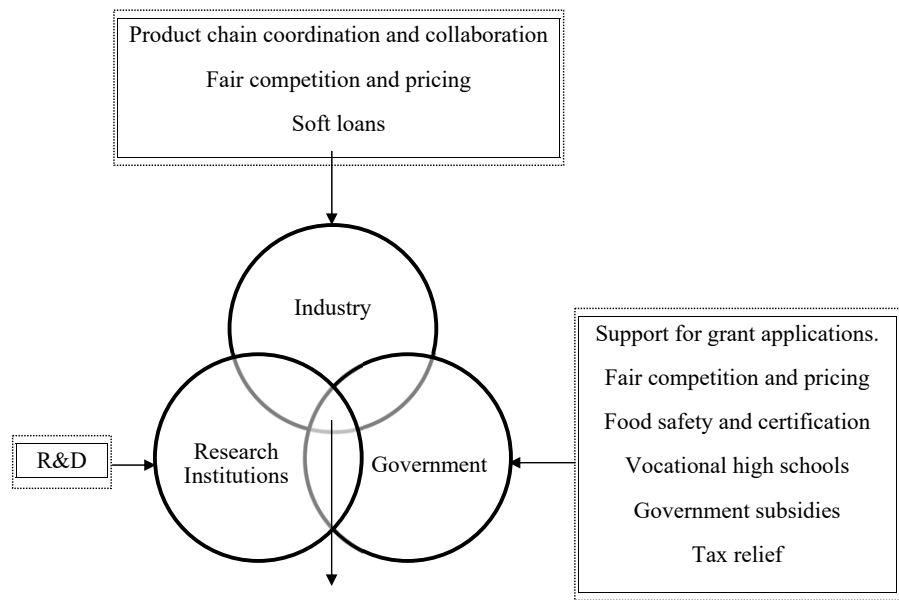 Product chain coordination and collaboration
Fair competition and pricing
Soft loans
Industry
Support for grant applications.
Fair competition and pricing
Food safety and certification
Vocational high schools
Government subsidies
Tax relief
R&D
Research
Institutions
Government